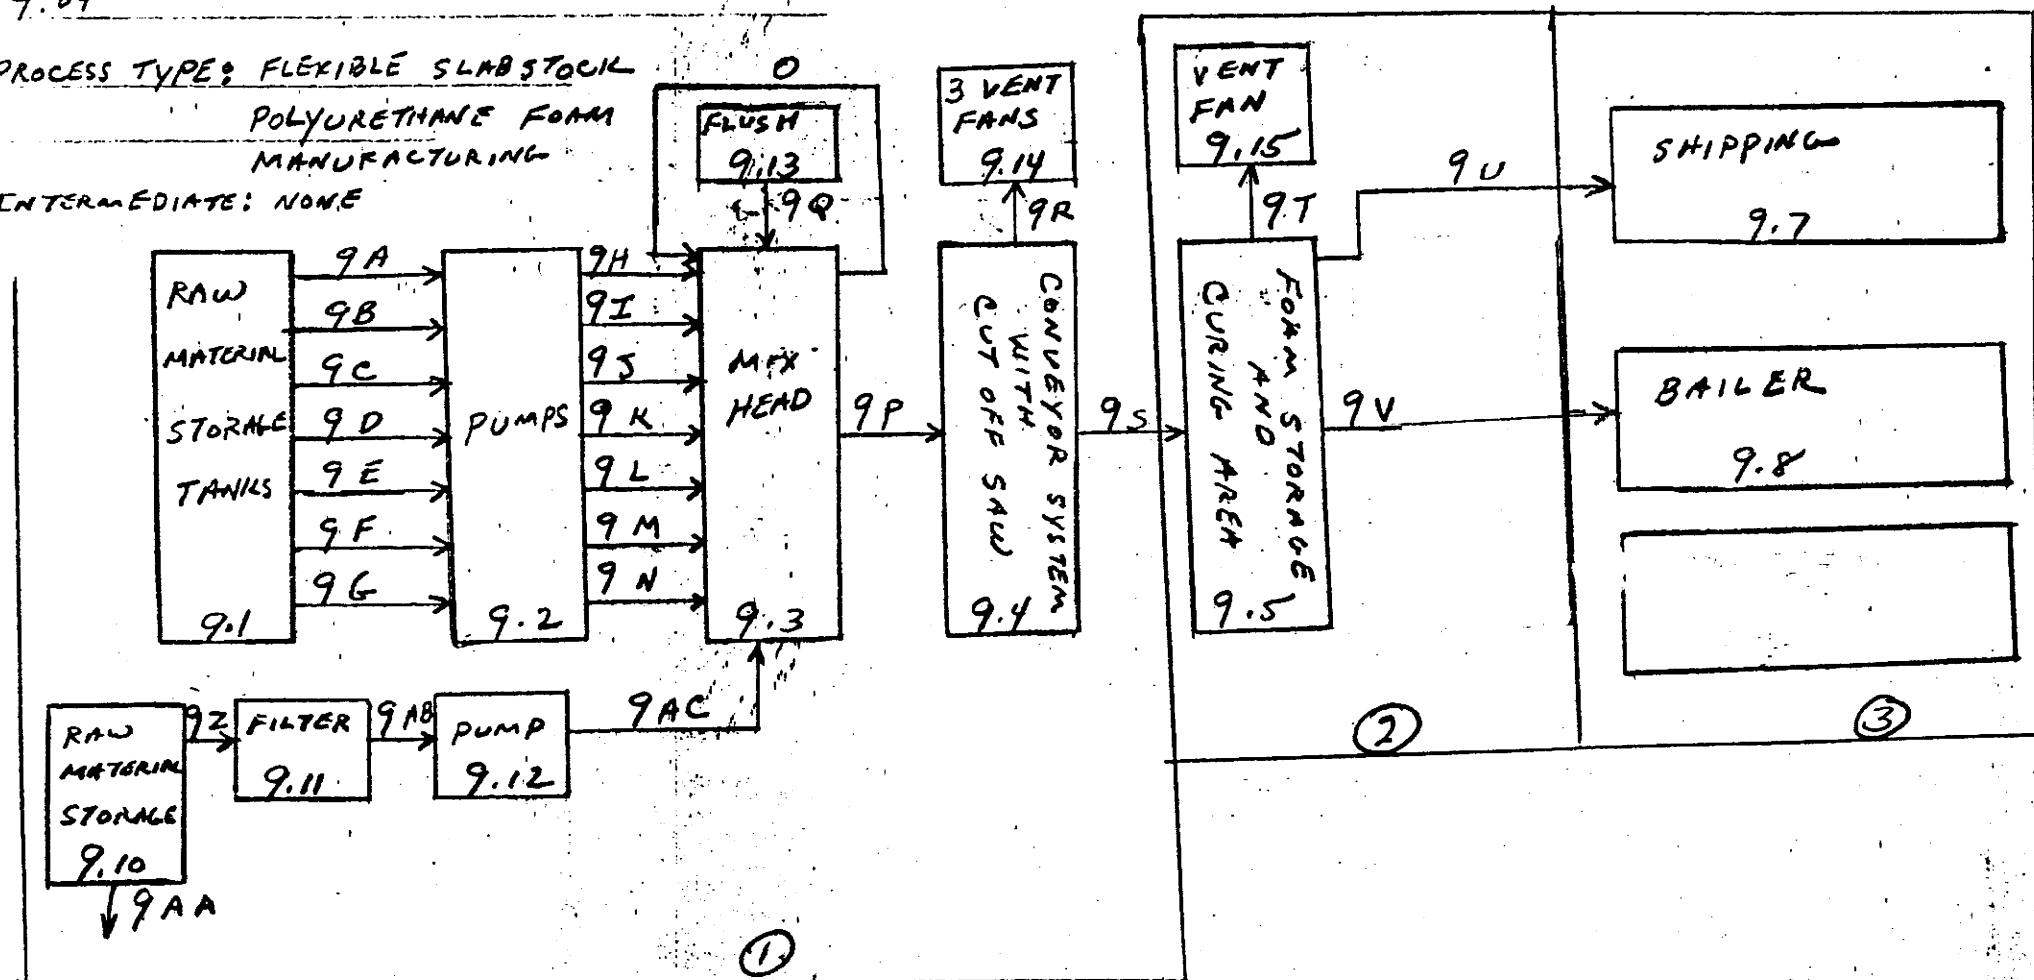 9.09
PROCESS TYPE: FLEXIBLE SLABSTOCK
POLYURETHANE FOAM
MANUFACTURING
INTERMEDIATE: NONE
O
FLUSH
9.13
9Q
3 VENT
FANS
9.14
9R
VENT
FAN
9.15
9T
9U
SHIPPING
9.7
RAW
MATERIAL
STORAGE
TANKS
9.1
9A
9B
9C
9D
9E
9F
9G
PUMPS
9.2
9H
9I
9J
9K
9L
9M
9N
MIX
HEAD
9.3
9P
CONVEYOR SYSTEM
WITH
CUT OFF SAW
9.4
9S
FOAM STORAGE
AND
CURING AREA
9.5
9V
BAILER
9.8
RAW
MATERIAL
STORAGE
9.10
9Z
FILTER
9.11
9AB
PUMP
9.12
9AC
9AA
1
2
3